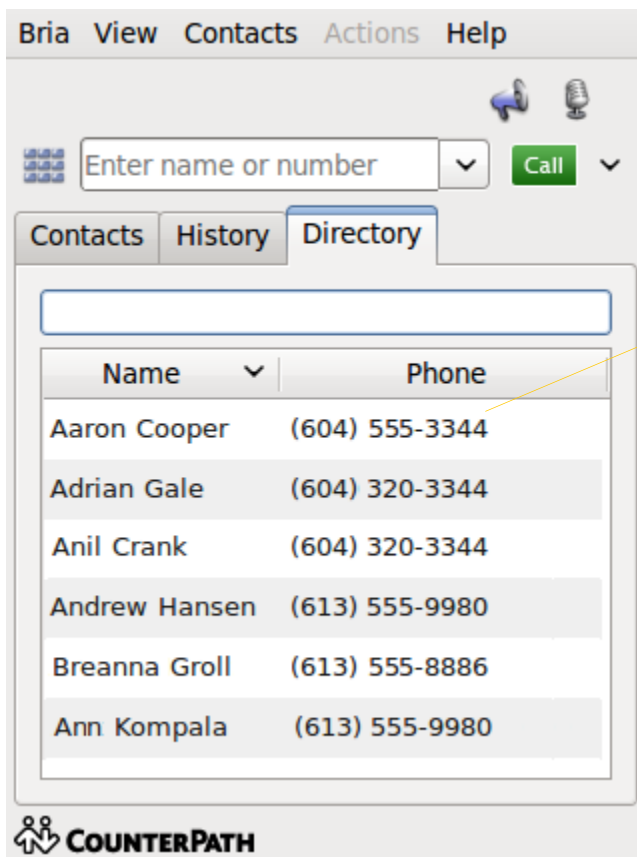 Bria View Contacts Actions Help
Enter name or number Call
Contacts History Directory
Name Phone
Aaron Cooper (604) 555-3344
Adrian Gale (604) 320-3344
Anil Crank (604) 320-3344
Andrew Hansen (613) 555-9980
Breanna Groll (613) 555-8886
Ann Kompala (613) 555-9980
COUNTERPATH